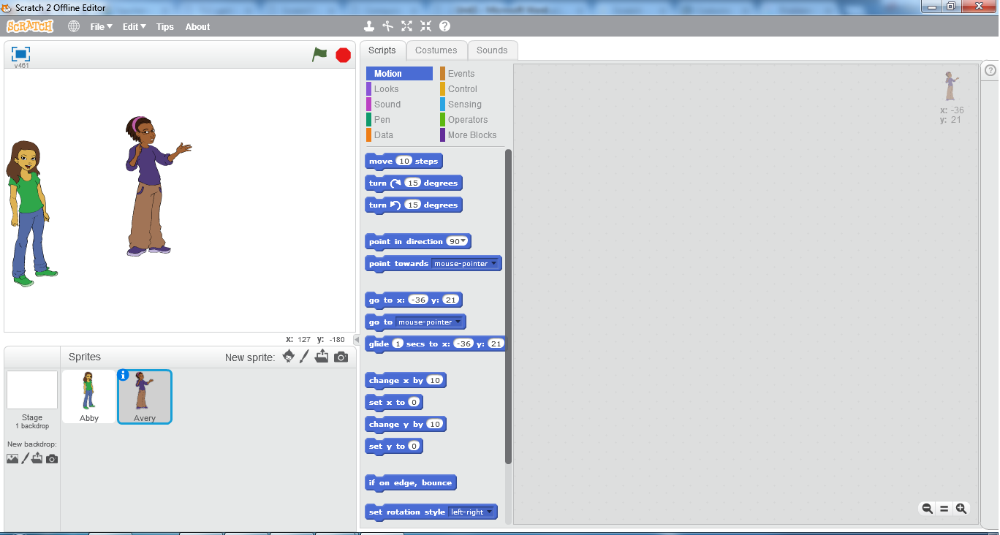 Scratch 2 Offline Editor
SCRATCH File Edit Tips About
v461
Scripts Costumes Sounds
Motion Events
Looks Control
Sound Sensing
Pen Operators
Data More Blocks
x: -36
y: 21
move 10 steps
turn 15 degrees
turn 15 degrees
point in direction 90
point towards mouse-pointer
go to x: -36 y: 21
go to mouse-pointer
glide 1 secs to x: -36 y: 21
change x by 10
set x to 0
change y by 10
set y to 0
if on edge, bounce
set rotation style left-right
x: 127 y: -180
Sprites New sprite:
Stage
1 backdrop
New backdrop:
Abby
Avery